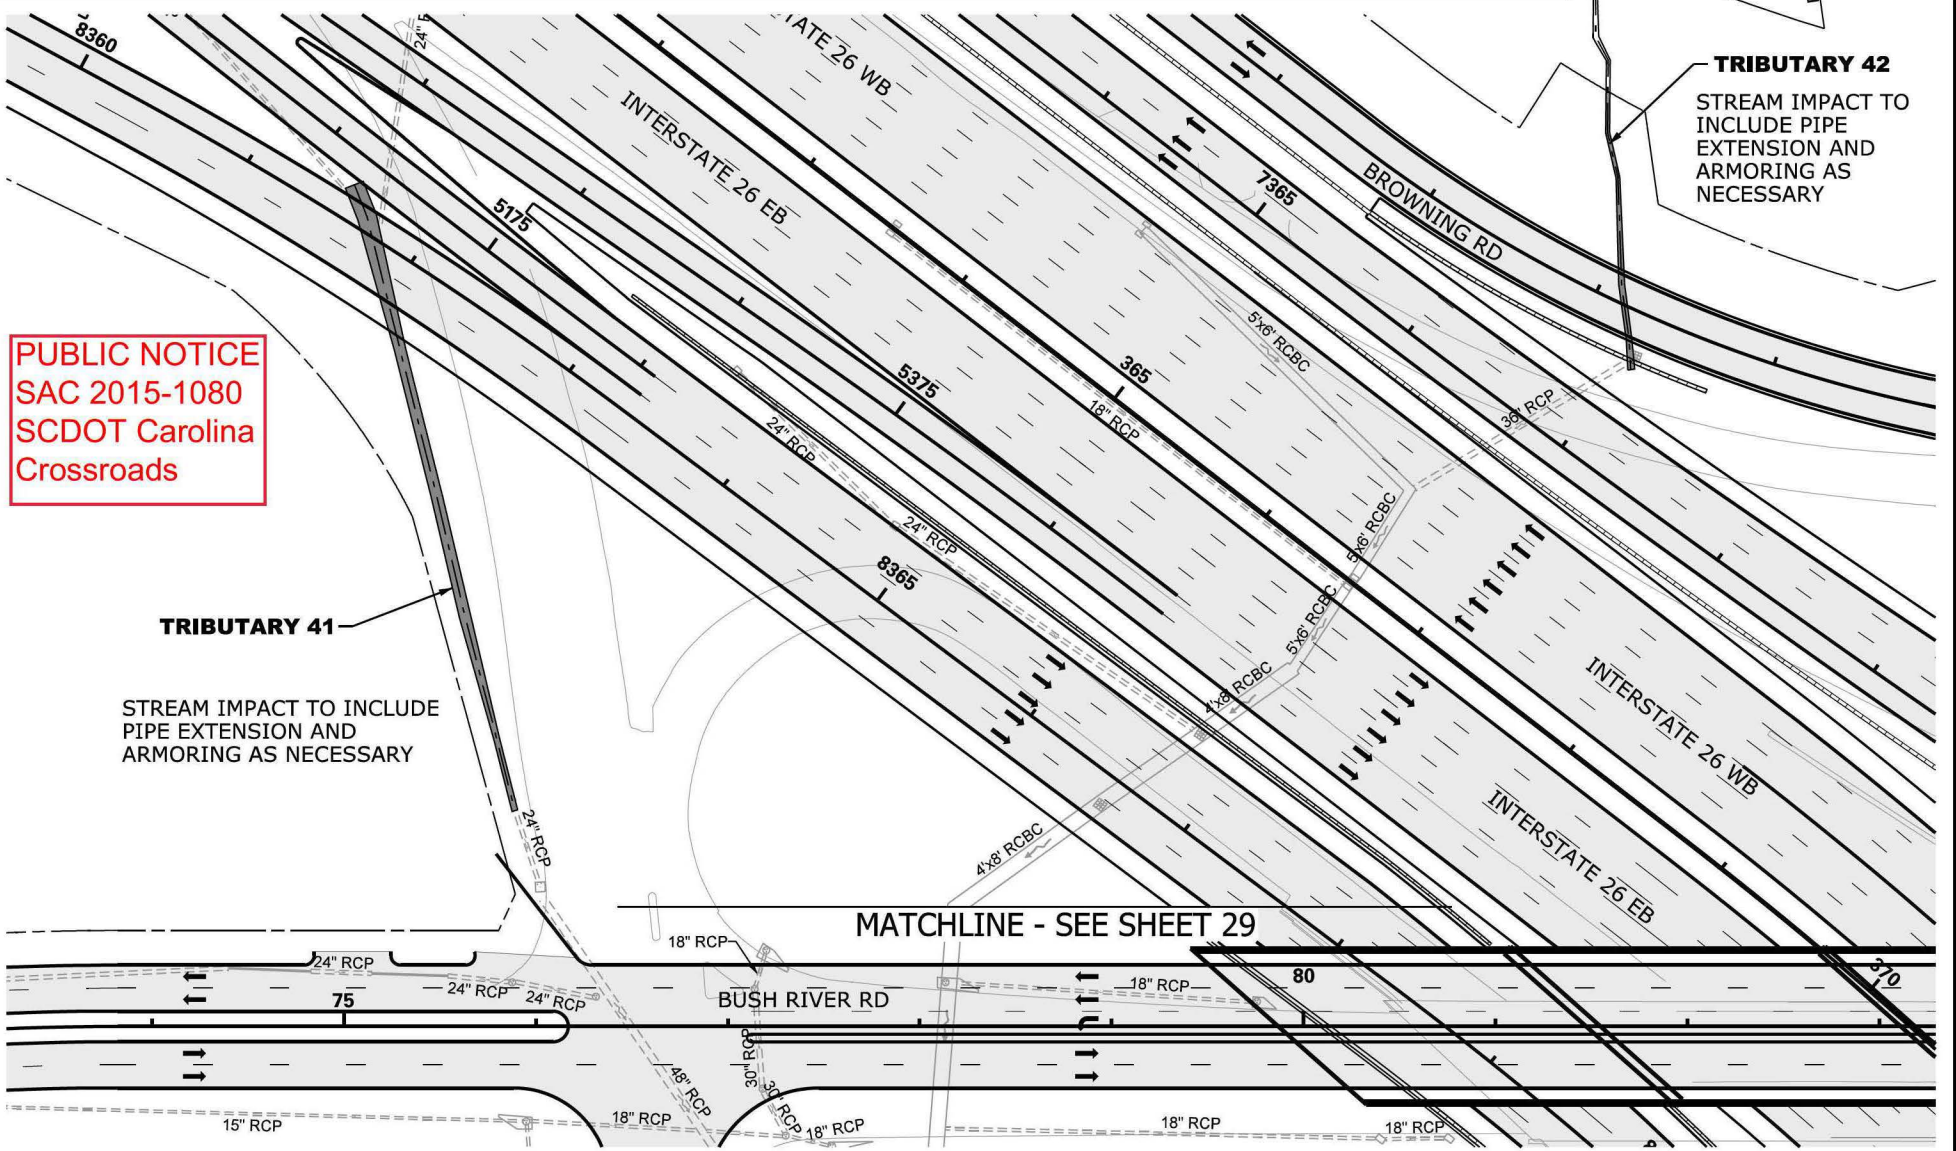 8360
24"
TATE 26 WB
INTERSTATE 26 EB
TRIBUTARY 42
STREAM IMPACT TO
INCLUDE PIPE
EXTENSION AND
ARMORING AS
NECESSARY
7365
BROWNING RD
5175
PUBLIC NOTICE
SAC 2015-1080
SCDOT Carolina
Crossroads
5'x6' RCBC
365
5375
18" RCP
36" RCP
24" RCP
24" RCP
5'x6' RCBC
8365
5'x6' RCBC
TRIBUTARY 41
4'x8' RCBC
INTERSTATE 26 WB
STREAM IMPACT TO INCLUDE
PIPE EXTENSION AND
ARMORING AS NECESSARY
INTERSTATE 26 EB
24" RCP
4'x8' RCBC
MATCHLINE - SEE SHEET 29
18" RCP
24" RCP
24" RCP
24" RCP
75
BUSH RIVER RD
18" RCP
80
370
30" RCP
48" RCP
30" RCP
15" RCP
18" RCP
18" RCP
18" RCP
18" RCP